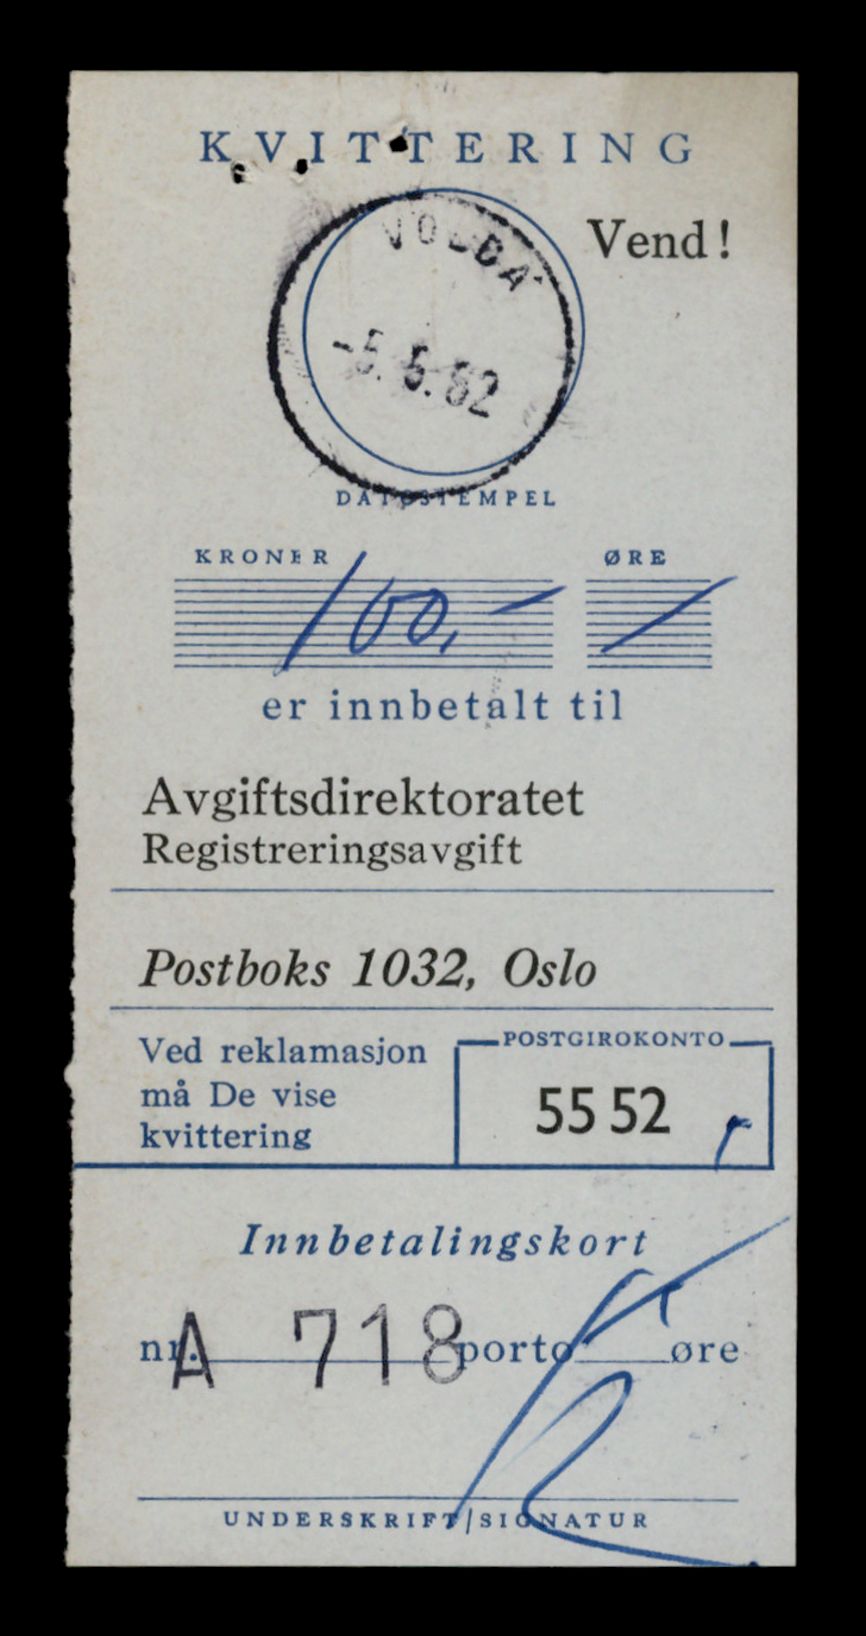 KVITTERING
Vend!
VOLDA
-5.5.62
DATOSTEMPEL
KRONER ØRE
100,-
er innbetalt til
Avgiftsdirektoratet
Registreringsavgift
Postboks 1032, Oslo
Ved reklamasjon
må De vise
kvittering
POSTGIROKONTO
55 52
Innbetalingskort
nr. A 718 porto øre
UNDERSKRIFT/SIGNATUR